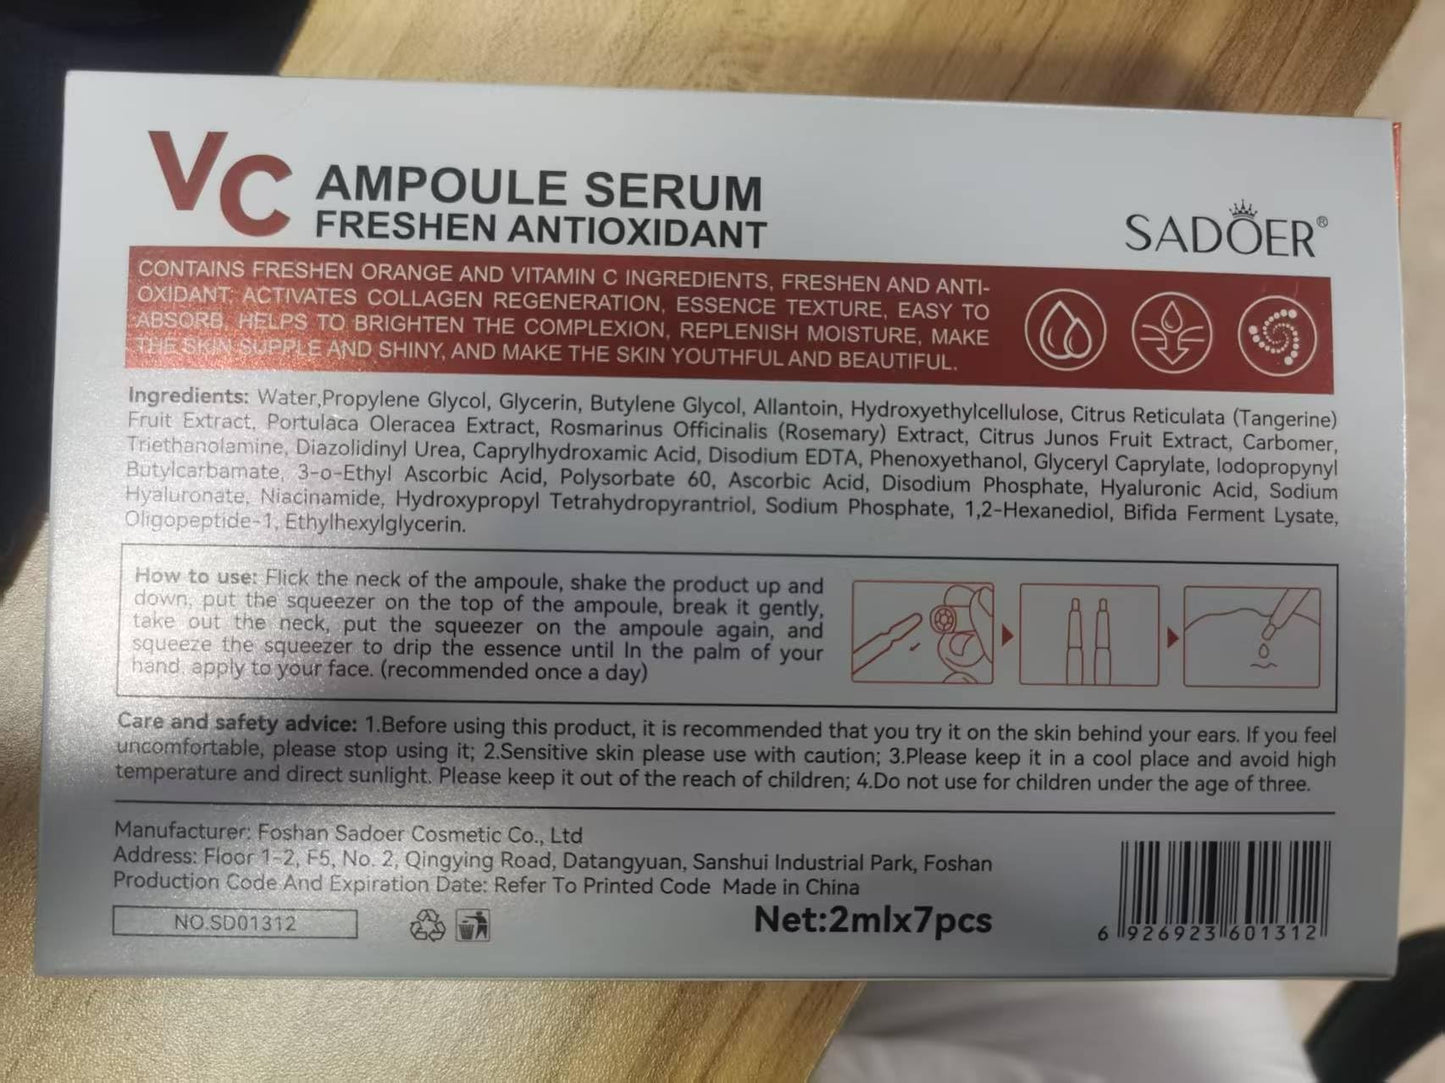 VC AMPOULE SERUM
FRESHEN ANTIOXIDANT
SADOER®
CONTAINS FRESHEN ORANGE AND VITAMIN C INGREDIENTS, FRESHEN AND ANTI-
OXIDANT; ACTIVATES COLLAGEN REGENERATION, ESSENCE TEXTURE, EASY TO
ABSORB, HELPS TO BRIGHTEN THE COMPLEXION, REPLENISH MOISTURE, MAKE
THE SKIN SUPPLE AND SHINY, AND MAKE THE SKIN YOUTHFUL AND BEAUTIFUL.
Ingredients: Water,Propylene Glycol, Glycerin, Butylene Glycol, Allantoin, Hydroxyethylcellulose, Citrus Reticulata (Tangerine)
Fruit Extract, Portulaca Oleracea Extract, Rosmarinus Officinalis (Rosemary) Extract, Citrus Junos Fruit Extract, Carbomer,
Triethanolamine, Diazolidinyl Urea, Caprylhydroxamic Acid, Disodium EDTA, Phenoxyethanol, Glyceryl Caprylate, Iodopropynyl
Butylcarbamate, 3-o-Ethyl Ascorbic Acid, Polysorbate 60, Ascorbic Acid, Disodium Phosphate, Hyaluronic Acid, Sodium
Hyaluronate, Niacinamide, Hydroxypropyl Tetrahydropyrantriol, Sodium Phosphate, 1,2-Hexanediol, Bifida Ferment Lysate,
Oligopeptide-1, Ethylhexylglycerin.
How to use: Flick the neck of the ampoule, shake the product up and
down, put the squeezer on the top of the ampoule, break it gently,
take out the neck, put the squeezer on the ampoule again, and
squeeze the squeezer to drip the essence until In the palm of your
hand, apply to your face. (recommended once a day)
Care and safety advice: 1.Before using this product, it is recommended that you try it on the skin behind your ears. If you feel
uncomfortable, please stop using it; 2.Sensitive skin please use with caution; 3.Please keep it in a cool place and avoid high
temperature and direct sunlight. Please keep it out of the reach of children; 4.Do not use for children under the age of three.
Manufacturer: Foshan Sadoer Cosmetic Co., Ltd
Address: Floor 1-2, F5, No. 2, Qingying Road, Datangyuan, Sanshui Industrial Park, Foshan
Production Code And Expiration Date: Refer To Printed Code Made in China
NO.SD01312
Net:2mlx7pcs
6 926923 601312